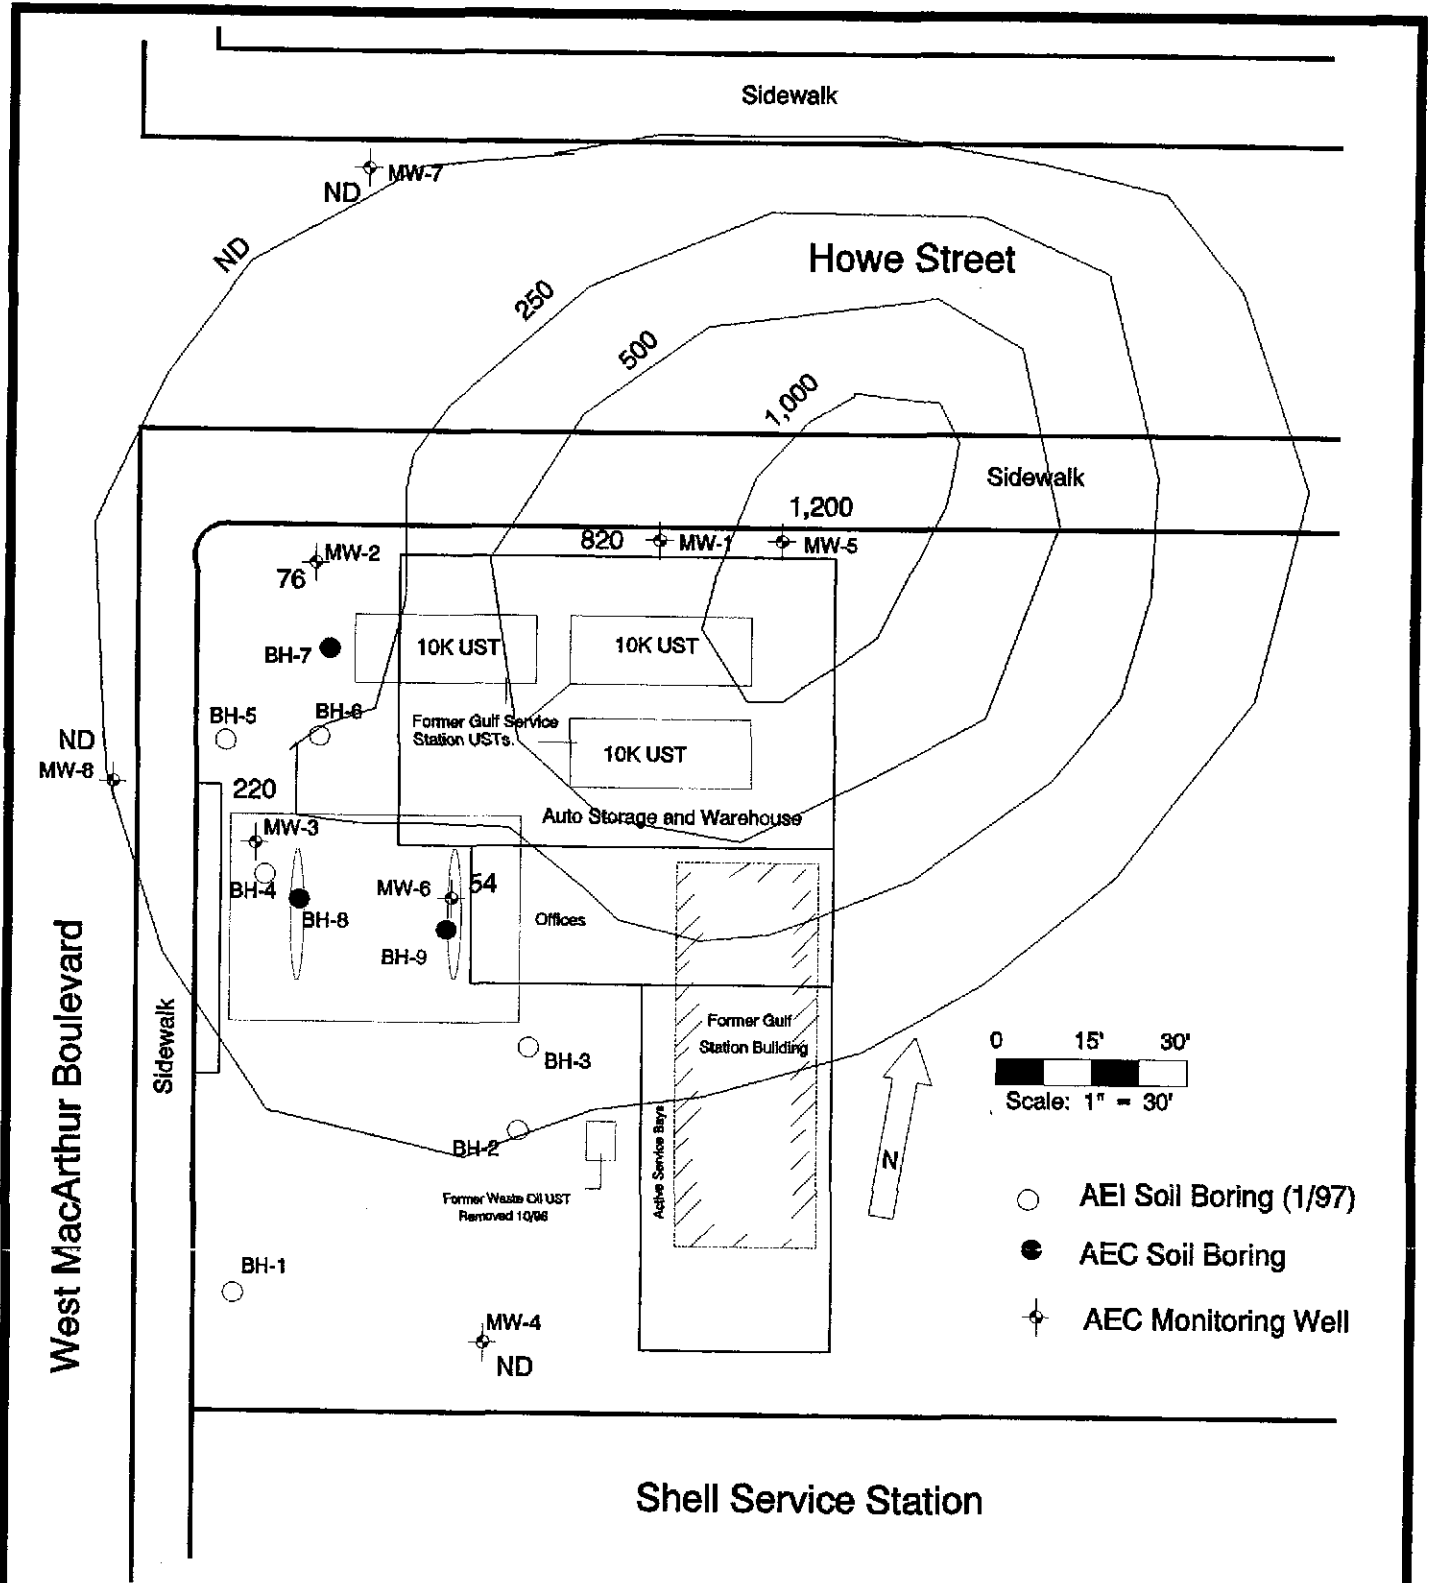 Sidewalk
MW-7
ND
ND
Howe Street
250
500
1,000
Sidewalk
1,200
820
MW-1
MW-5
MW-2
76
10K UST
10K UST
BH-7
BH-5
BH-6
Former Gulf Service
Station USTs.
ND
10K UST
MW-8
220
Auto Storage and Warehouse
MW-3
BH-4
MW-6
54
BH-8
Offices
BH-9
West MacArthur Boulevard
Sidewalk
Former Gulf
Station Building
0 15' 30'
BH-3
Scale: 1" = 30'
BH-2
Active Service Bays
N
Former Waste Oil UST
Removed 10/96
AEI Soil Boring (1/97)
AEC Soil Boring
BH-1
AEC Monitoring Well
MW-4
ND
Shell Service Station